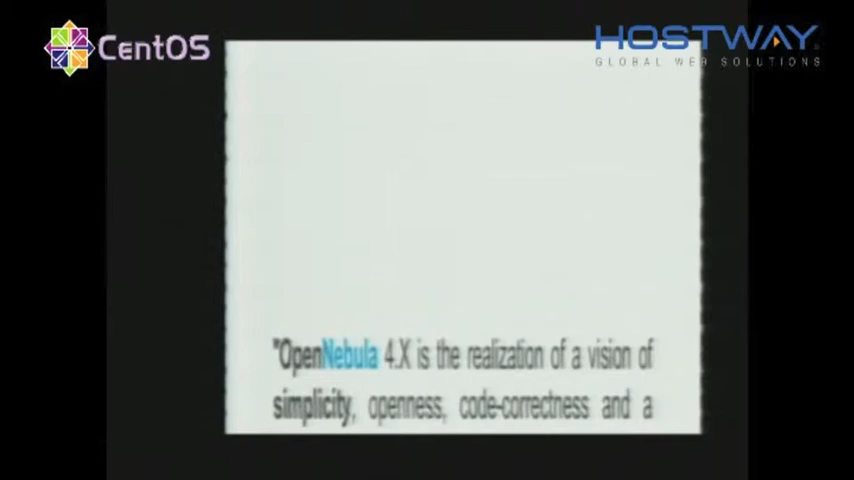 CentOS
HOSTWAY
GLOBAL WEB SOLUTIONS
"OpenNebula 4.X is the realization of a vision of
simplicity, openness, code-correctness and a